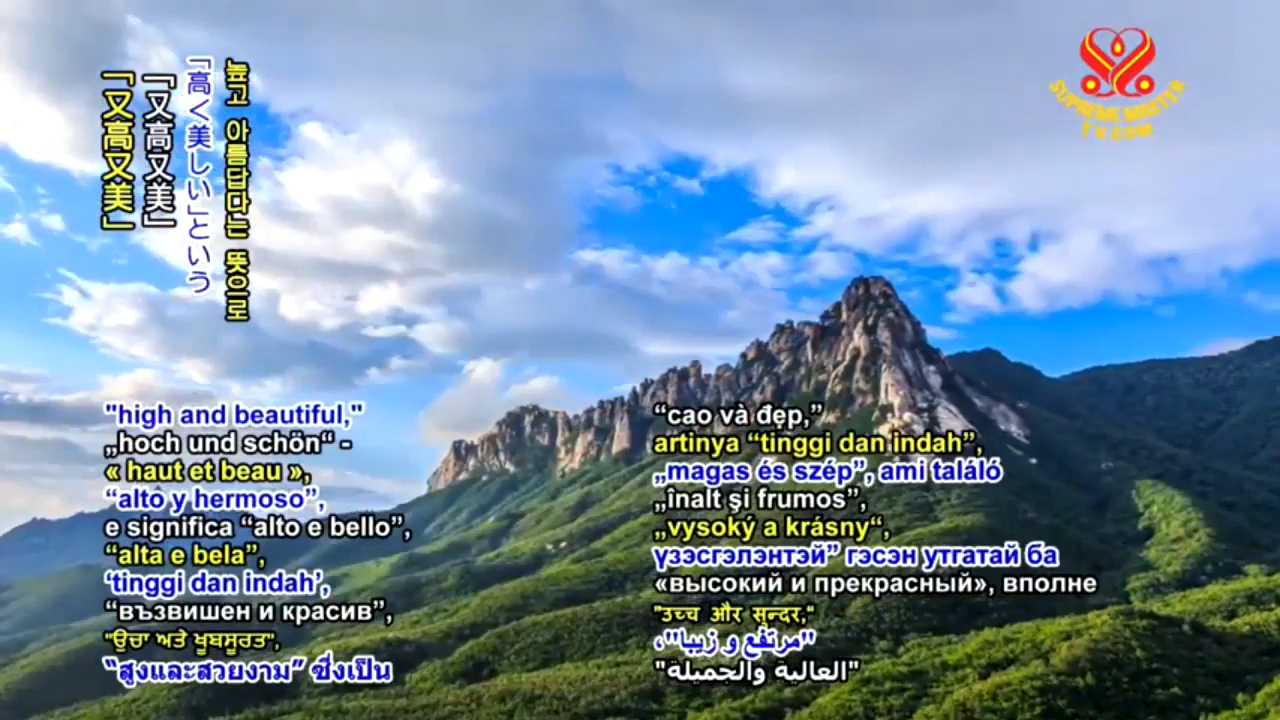 「又高又美」
「又高又美」
「高く美しい」という
높고 아름답다는 뜻으로
SUPREME MASTER
TV.COM
"high and beautiful,"
„hoch und schön“ -
« haut et beau »,
“alto y hermoso”,
e significa “alto e bello”,
“alta e bela”,
‘tinggi dan indah’,
“възвишен и красив”,
"ਉਚਾ ਅਤੇ ਖੂਬਸੂਰਤ",
“สูงและสวยงาม” ซึ่งเป็น
“cao và đẹp,”
artinya “tinggi dan indah”,
„magas és szép”, ami találó
„înalt şi frumos”,
„vysoký a krásny“,
үзэсгэлэнтэй” гэсэн утгатай ба
«высокий и прекрасный», вполне
"उच्च और सुन्दर,"
"مرتفع و زیبا"،
"العالية والجميلة"